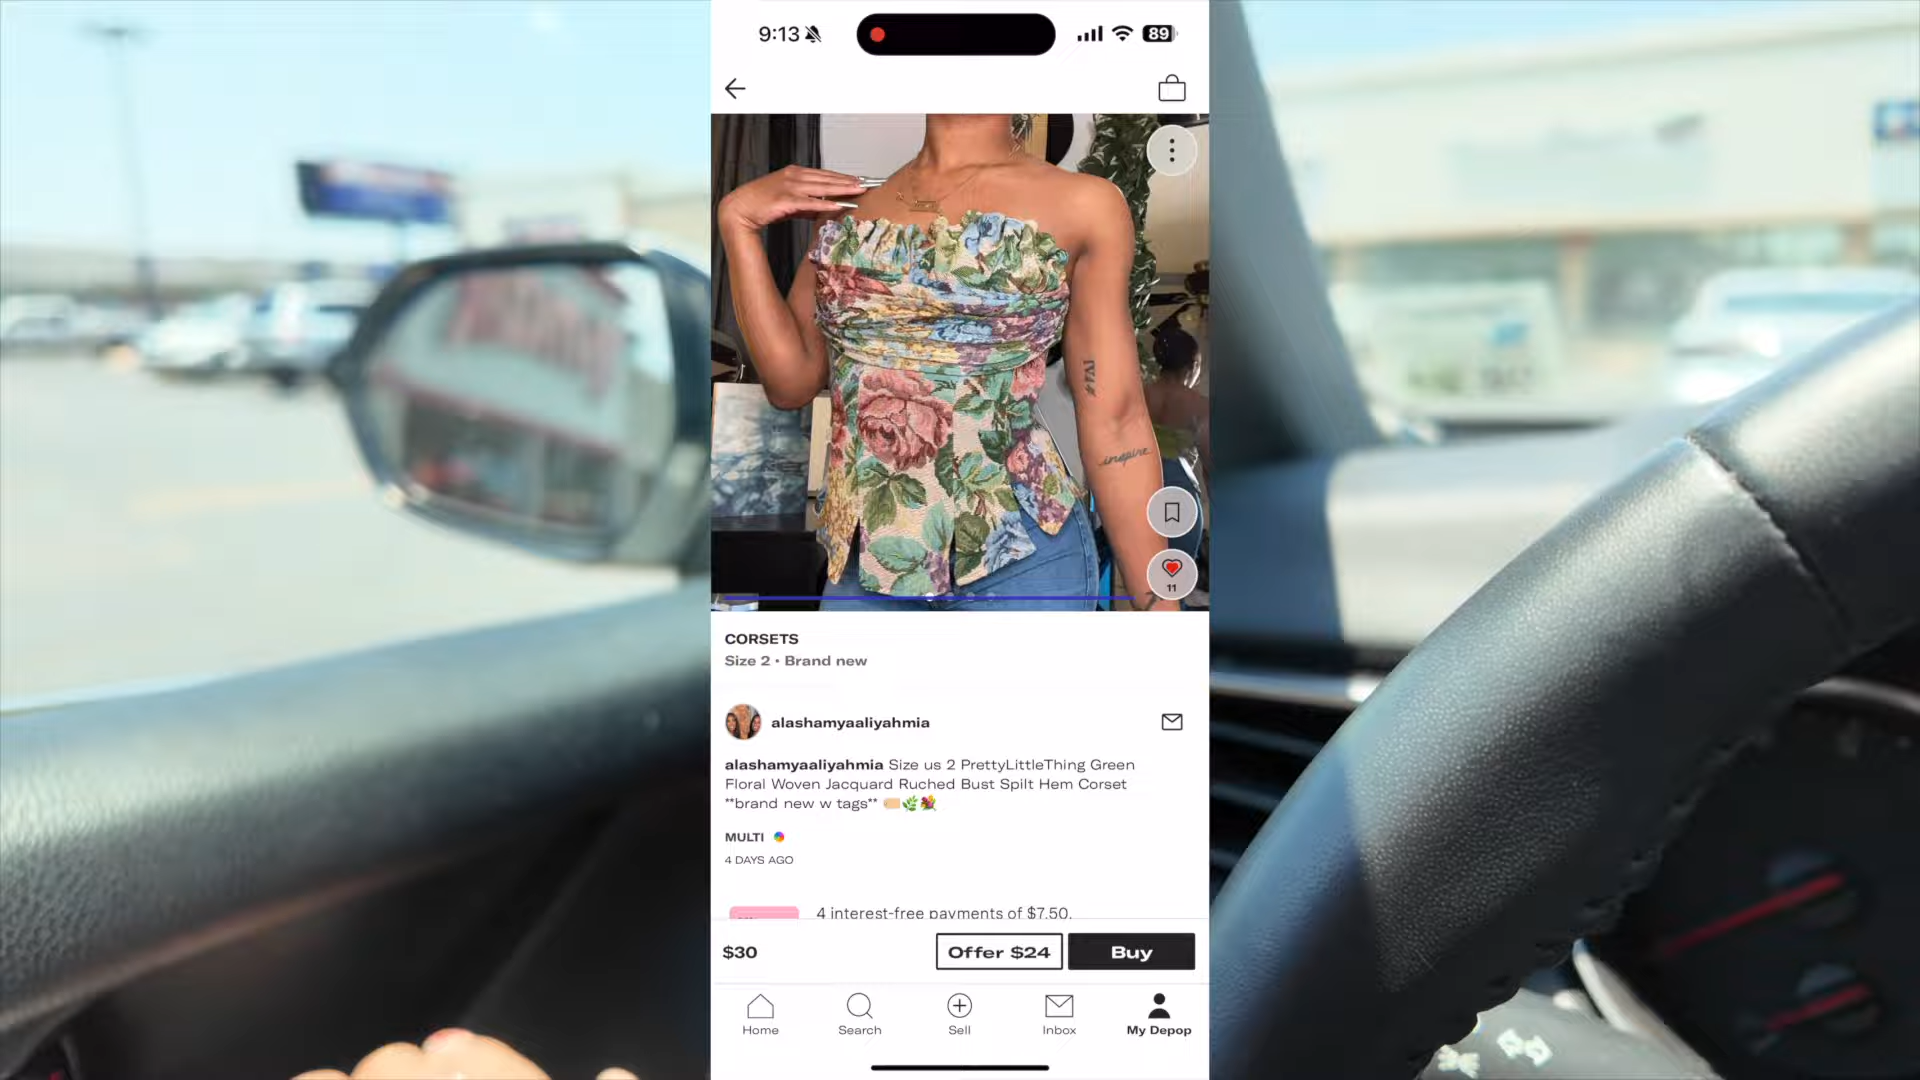 9:13
89
#TAI
inspire
11
CORSETS
Size 2 • Brand new
alashamyaaliyahmia
alashamyaaliyahmia Size us 2 PrettyLittleThing Green
Floral Woven Jacquard Ruched Bust Spilt Hem Corset
**brand new w tags** 🏷️🌿💐
MULTI
4 DAYS AGO
4 interest-free payments of $7.50.
$30
Offer $24
Buy
Home
Search
Sell
Inbox
My Depop